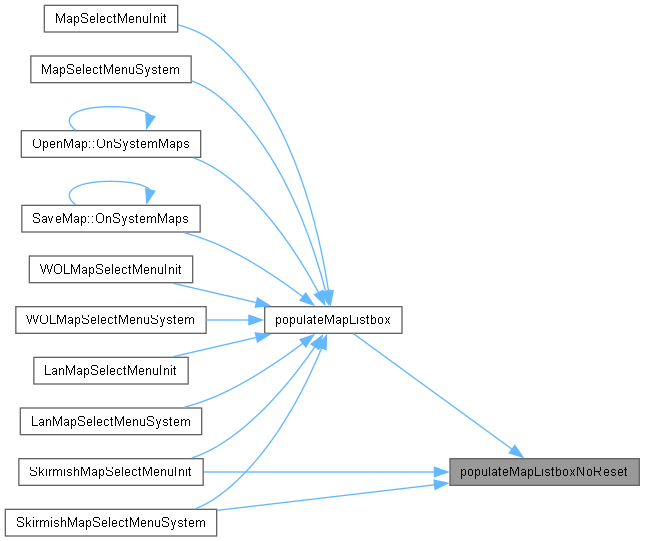 MapSelectMenuInit
MapSelectMenuSystem
OpenMap::OnSystemMaps
SaveMap::OnSystemMaps
WOLMapSelectMenuInit
WOLMapSelectMenuSystem
populateMapListbox
LanMapSelectMenuInit
LanMapSelectMenuSystem
SkirmishMapSelectMenuInit
populateMapListboxNoReset
SkirmishMapSelectMenuSystem